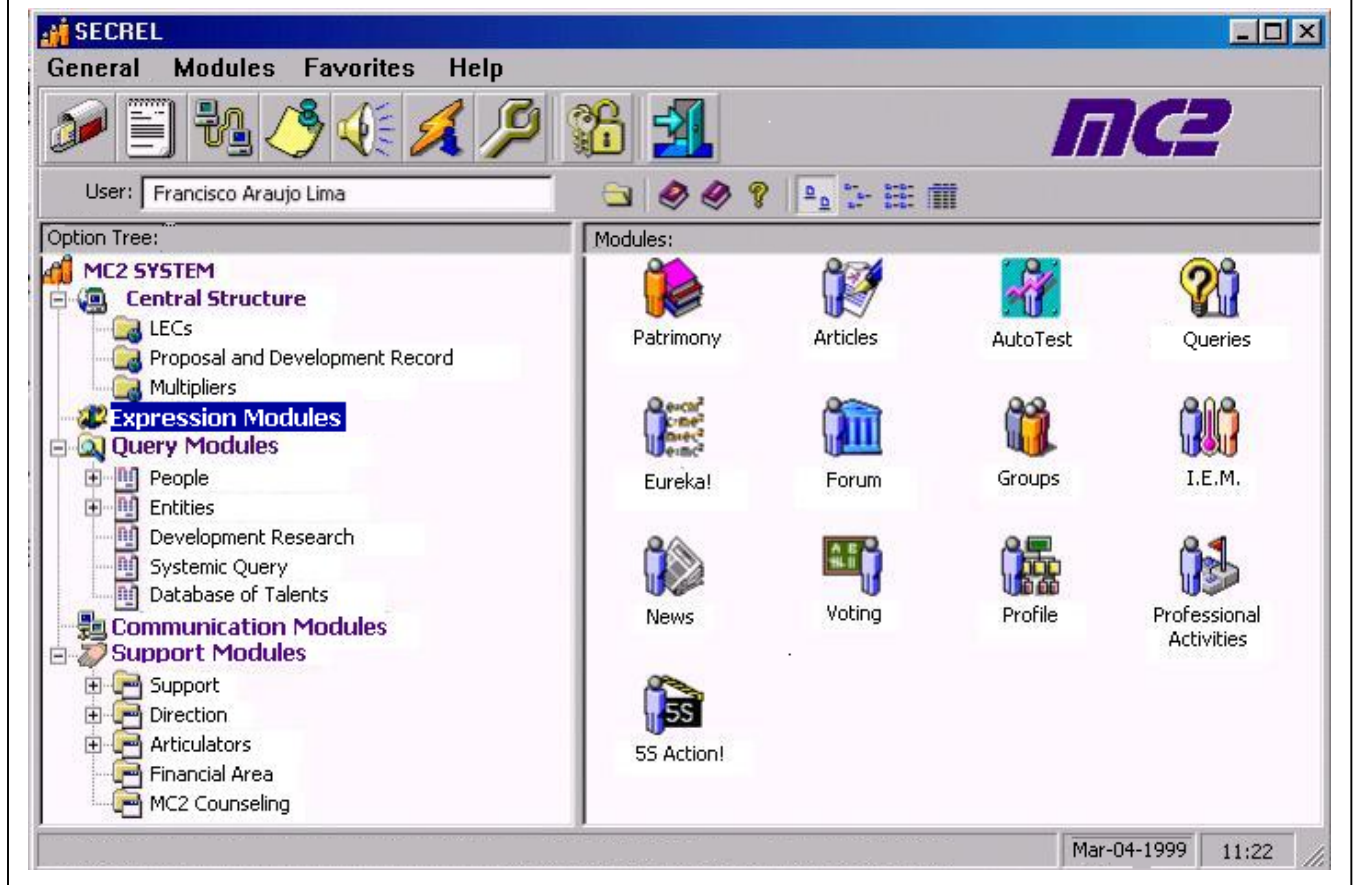 SECREL
General Modules Favorites Help
MC2
User: Francisco Araujo Lima
Option Tree:
MC2 SYSTEM
Central Structure
LECs
Proposal and Development Record
Multipliers
Expression Modules
Query Modules
People
Entities
Development Research
Systemic Query
Database of Talents
Communication Modules
Support Modules
Support
Direction
Articulators
Financial Area
MC2 Counseling
Modules:
Patrimony Articles AutoTest Queries
Eureka! Forum Groups I.E.M.
News Voting Profile Professional
Activities
5S
5S Action!
Mar-04-1999 11:22